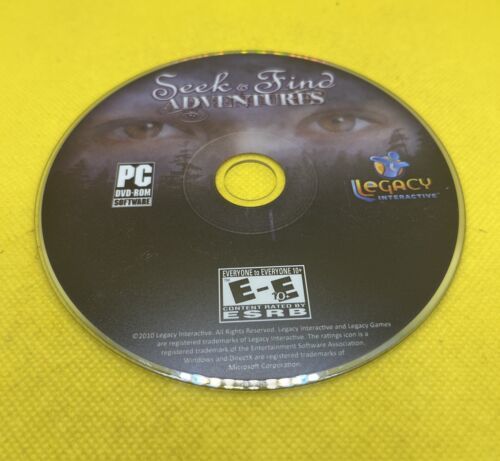 Seek & Find
ADVENTURES
PC
DVD-ROM
SOFTWARE
LEGACY
INTERACTIVE
EVERYONE to EVERYONE 10+
E-E
10+
CONTENT RATED BY
ESRB
©2010 Legacy Interactive. All Rights Reserved. Legacy Interactive and Legacy Games
are registered trademarks of Legacy Interactive. The ratings icon is a
registered trademark of the Entertainment Software Association.
Windows and DirectX are registered trademarks of
Microsoft Corporation.